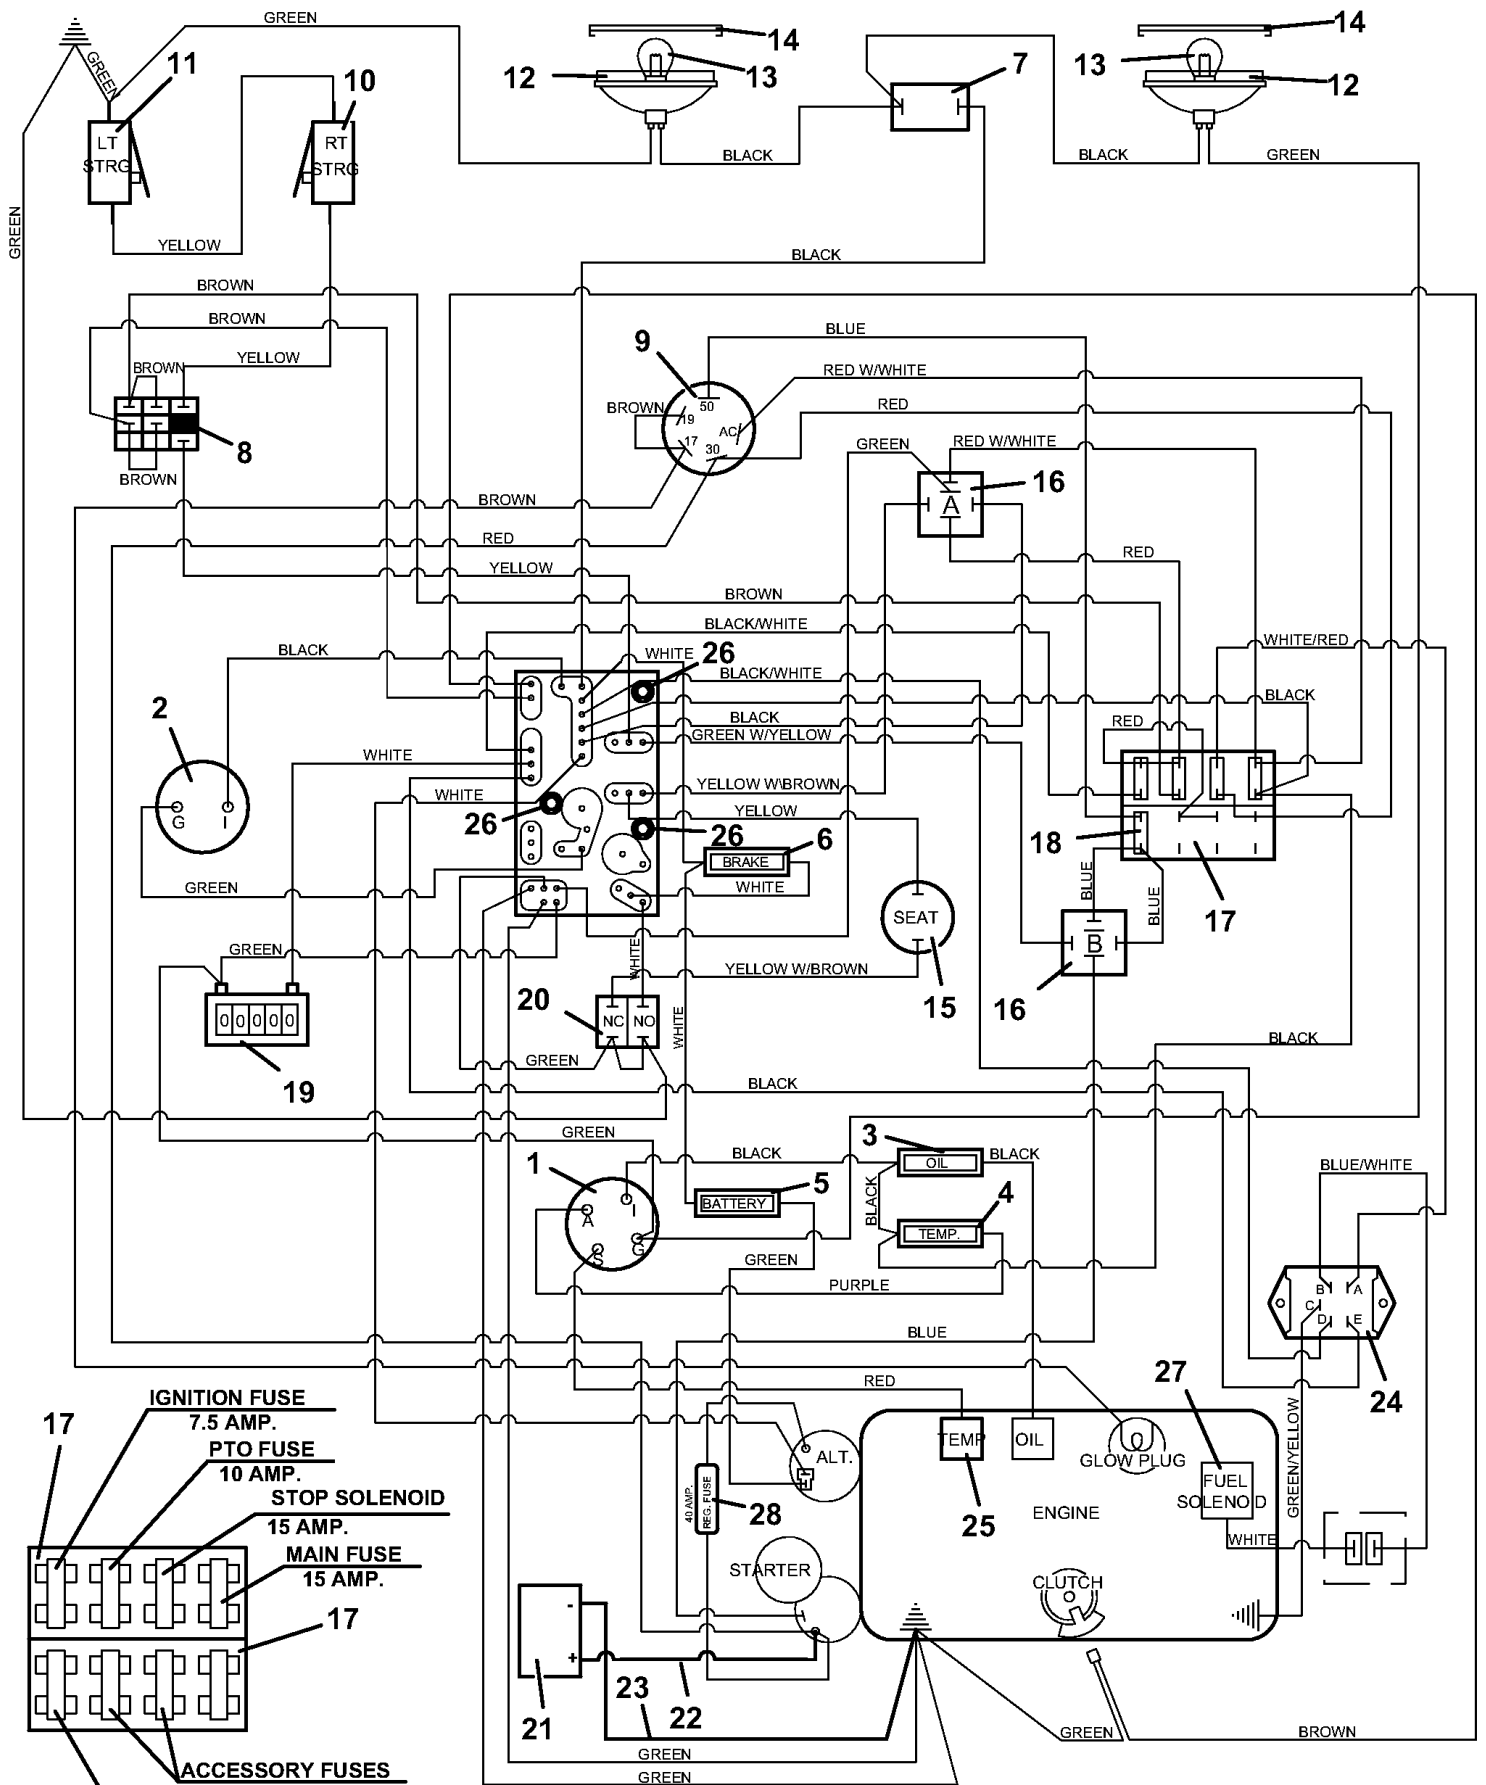 GREEN
14
14
11
GREEN
12
13
7
13
12
10
LT
STRG
RT
STRG
BLACK
BLACK
GREEN
GREEN
YELLOW
BLACK
BROWN
BROWN
BLUE
9
YELLOW
BROWN
RED W/WHITE
BROWN
50
19
RED
AC
17
30
GREEN
RED W/WHITE
8
BROWN
16
A
BROWN
RED
RED
YELLOW
BROWN
BLACK/WHITE
WHITE/RED
BLACK
WHITE
26
BLACK/WHITE
BLACK
2
BLACK
RED
GREEN W/YELLOW
WHITE
YELLOW W\BROWN
WHITE
YELLOW
G
I
26
26
6
18
BRAKE
WHITE
GREEN
BLUE
BLUE
SEAT
17
B
GREEN
WHITE
YELLOW W/BROWN
15
16
20
NC
NO
00000
WHITE
BLACK
GREEN
19
BLACK
GREEN
3
1
BLACK
OIL
BLACK
BLUE/WHITE
5
BATTERY
4
BLACK
A
I
TEMP.
G
S
GREEN
PURPLE
B
A
C
D
E
BLUE
27
24
RED
IGNITION FUSE
7.5 AMP.
17
PTO FUSE
10 AMP.
STOP SOLENOID
15 AMP.
MAIN FUSE
15 AMP.
17
ACCESSORY FUSES
ALT.
40 AMP.
REG. FUSE
28
TEMP
OIL
GLOW PLUG
FUEL
SOLENOID
GREEN/YELLOW
25
ENGINE
WHITE
STARTER
CLUTCH
-
+
21
22
23
GREEN
BROWN
GREEN
GREEN